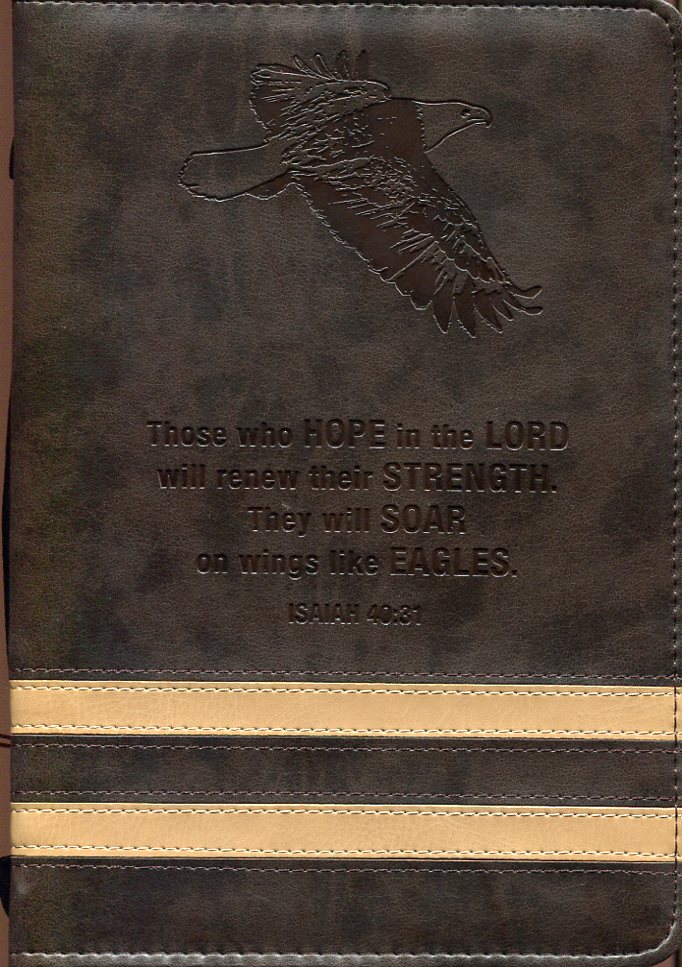 Those who HOPE in the LORD
will renew their STRENGTH.
They will SOAR
on wings like EAGLES.
ISAIAH 40:31